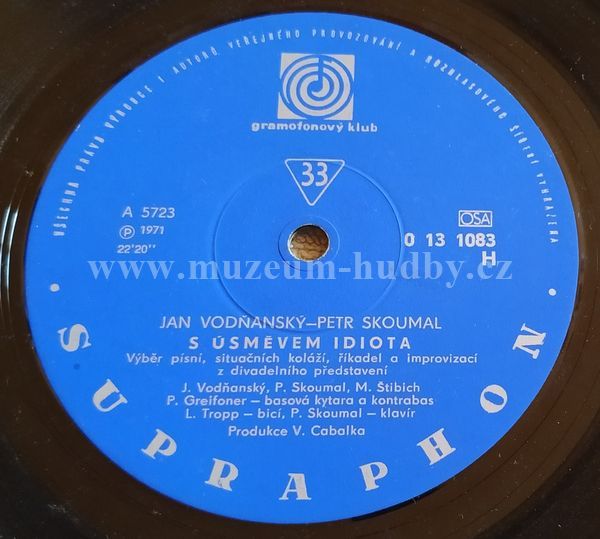 VŠECHNA PRÁVA VÝROBCE I AUTORŮ VEŘEJNÉHO PROVOZOVÁNÍ A ROZHLASOVÉHO ŠÍŘENÍ VYHRAZENA
gramofonový klub
33
A 5723
Ⓟ 1971
22'20''
OSA
0 13 1083
H
www.muzeum-hudby.cz
JAN VODŇANSKÝ–PETR SKOUMAL
S ÚSMĚVEM IDIOTA
Výběr písní, situačních koláží, říkadel a improvizací
z divadelního představení
J. Vodňanský, P. Skoumal, M. Štibich
P. Greifoner – basová kytara a kontrabas
L. Tropp – bicí, P. Skoumal – klavír
Produkce V. Cabalka
• SUPRAPHON •